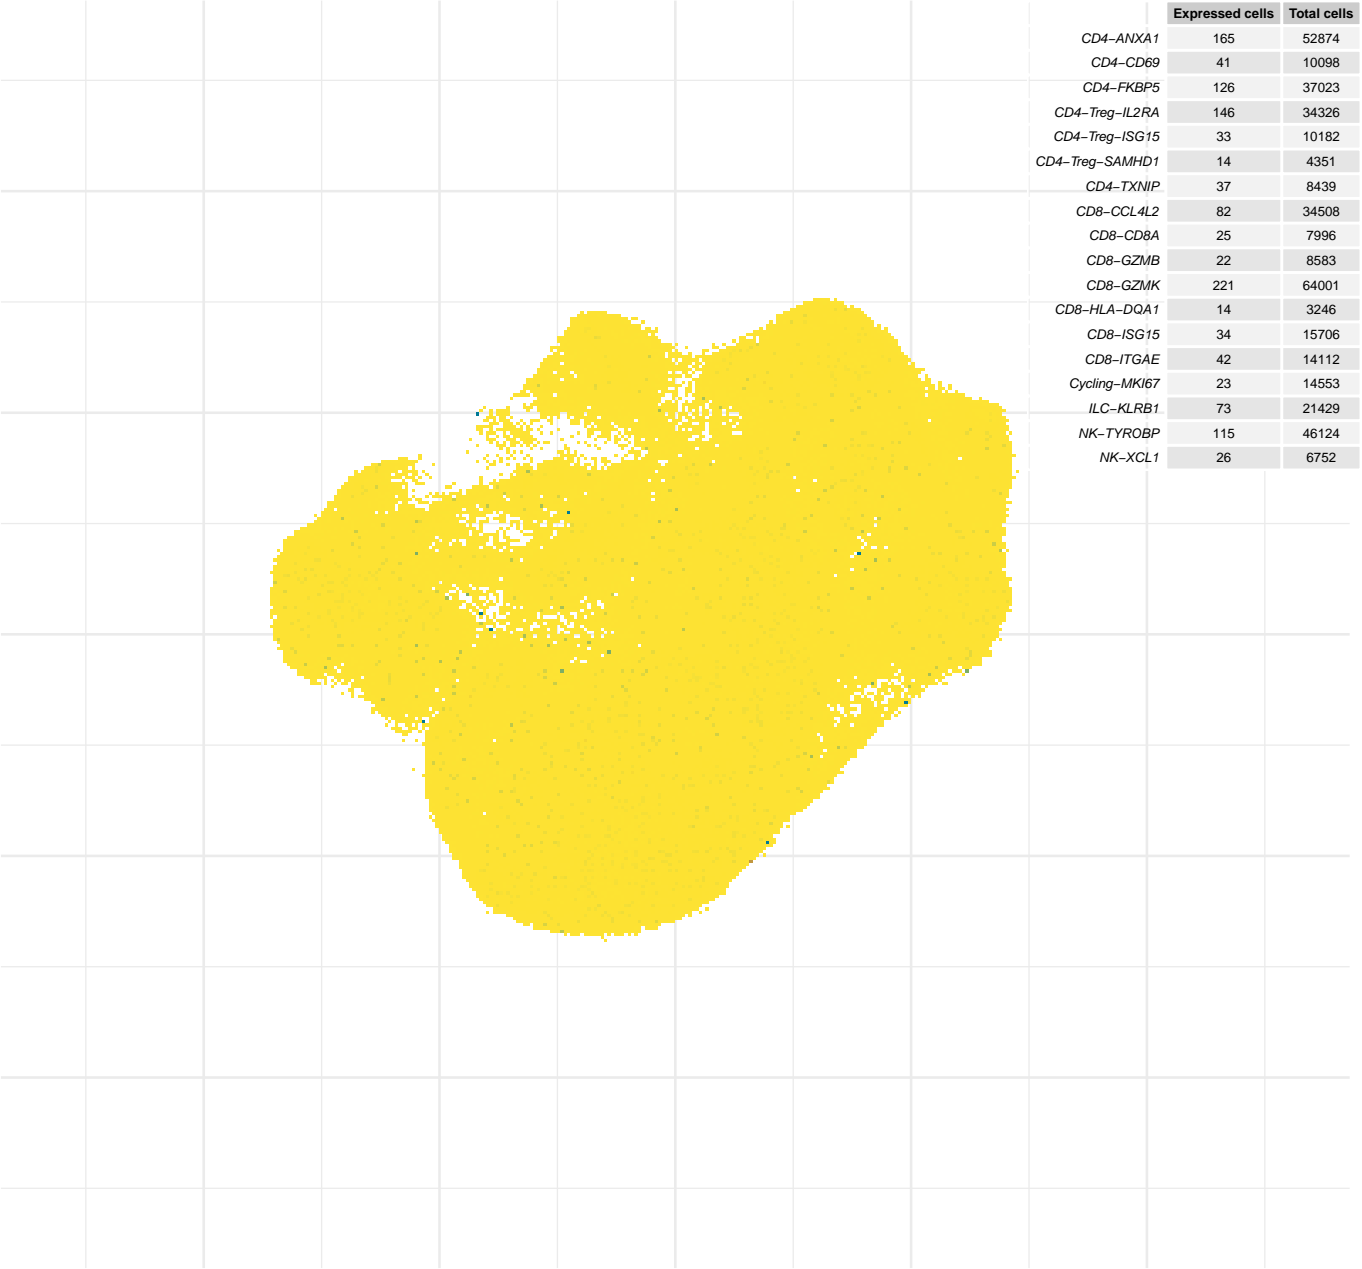 Expressed cells Total cells
CD4−ANXA1 165 52874
CD4−CD69 41 10098
CD4−FKBP5 126 37023
CD4−Treg−IL2RA 146 34326
CD4−Treg−ISG15 33 10182
CD4−Treg−SAMHD1 14 4351
CD4−TXNIP 37 8439
CD8−CCL4L2 82 34508
CD8−CD8A 25 7996
CD8−GZMB 22 8583
CD8−GZMK 221 64001
CD8−HLA−DQA1 14 3246
CD8−ISG15 34 15706
CD8−ITGAE 42 14112
Cycling−MKI67 23 14553
ILC−KLRB1 73 21429
NK−TYROBP 115 46124
NK−XCL1 26 6752